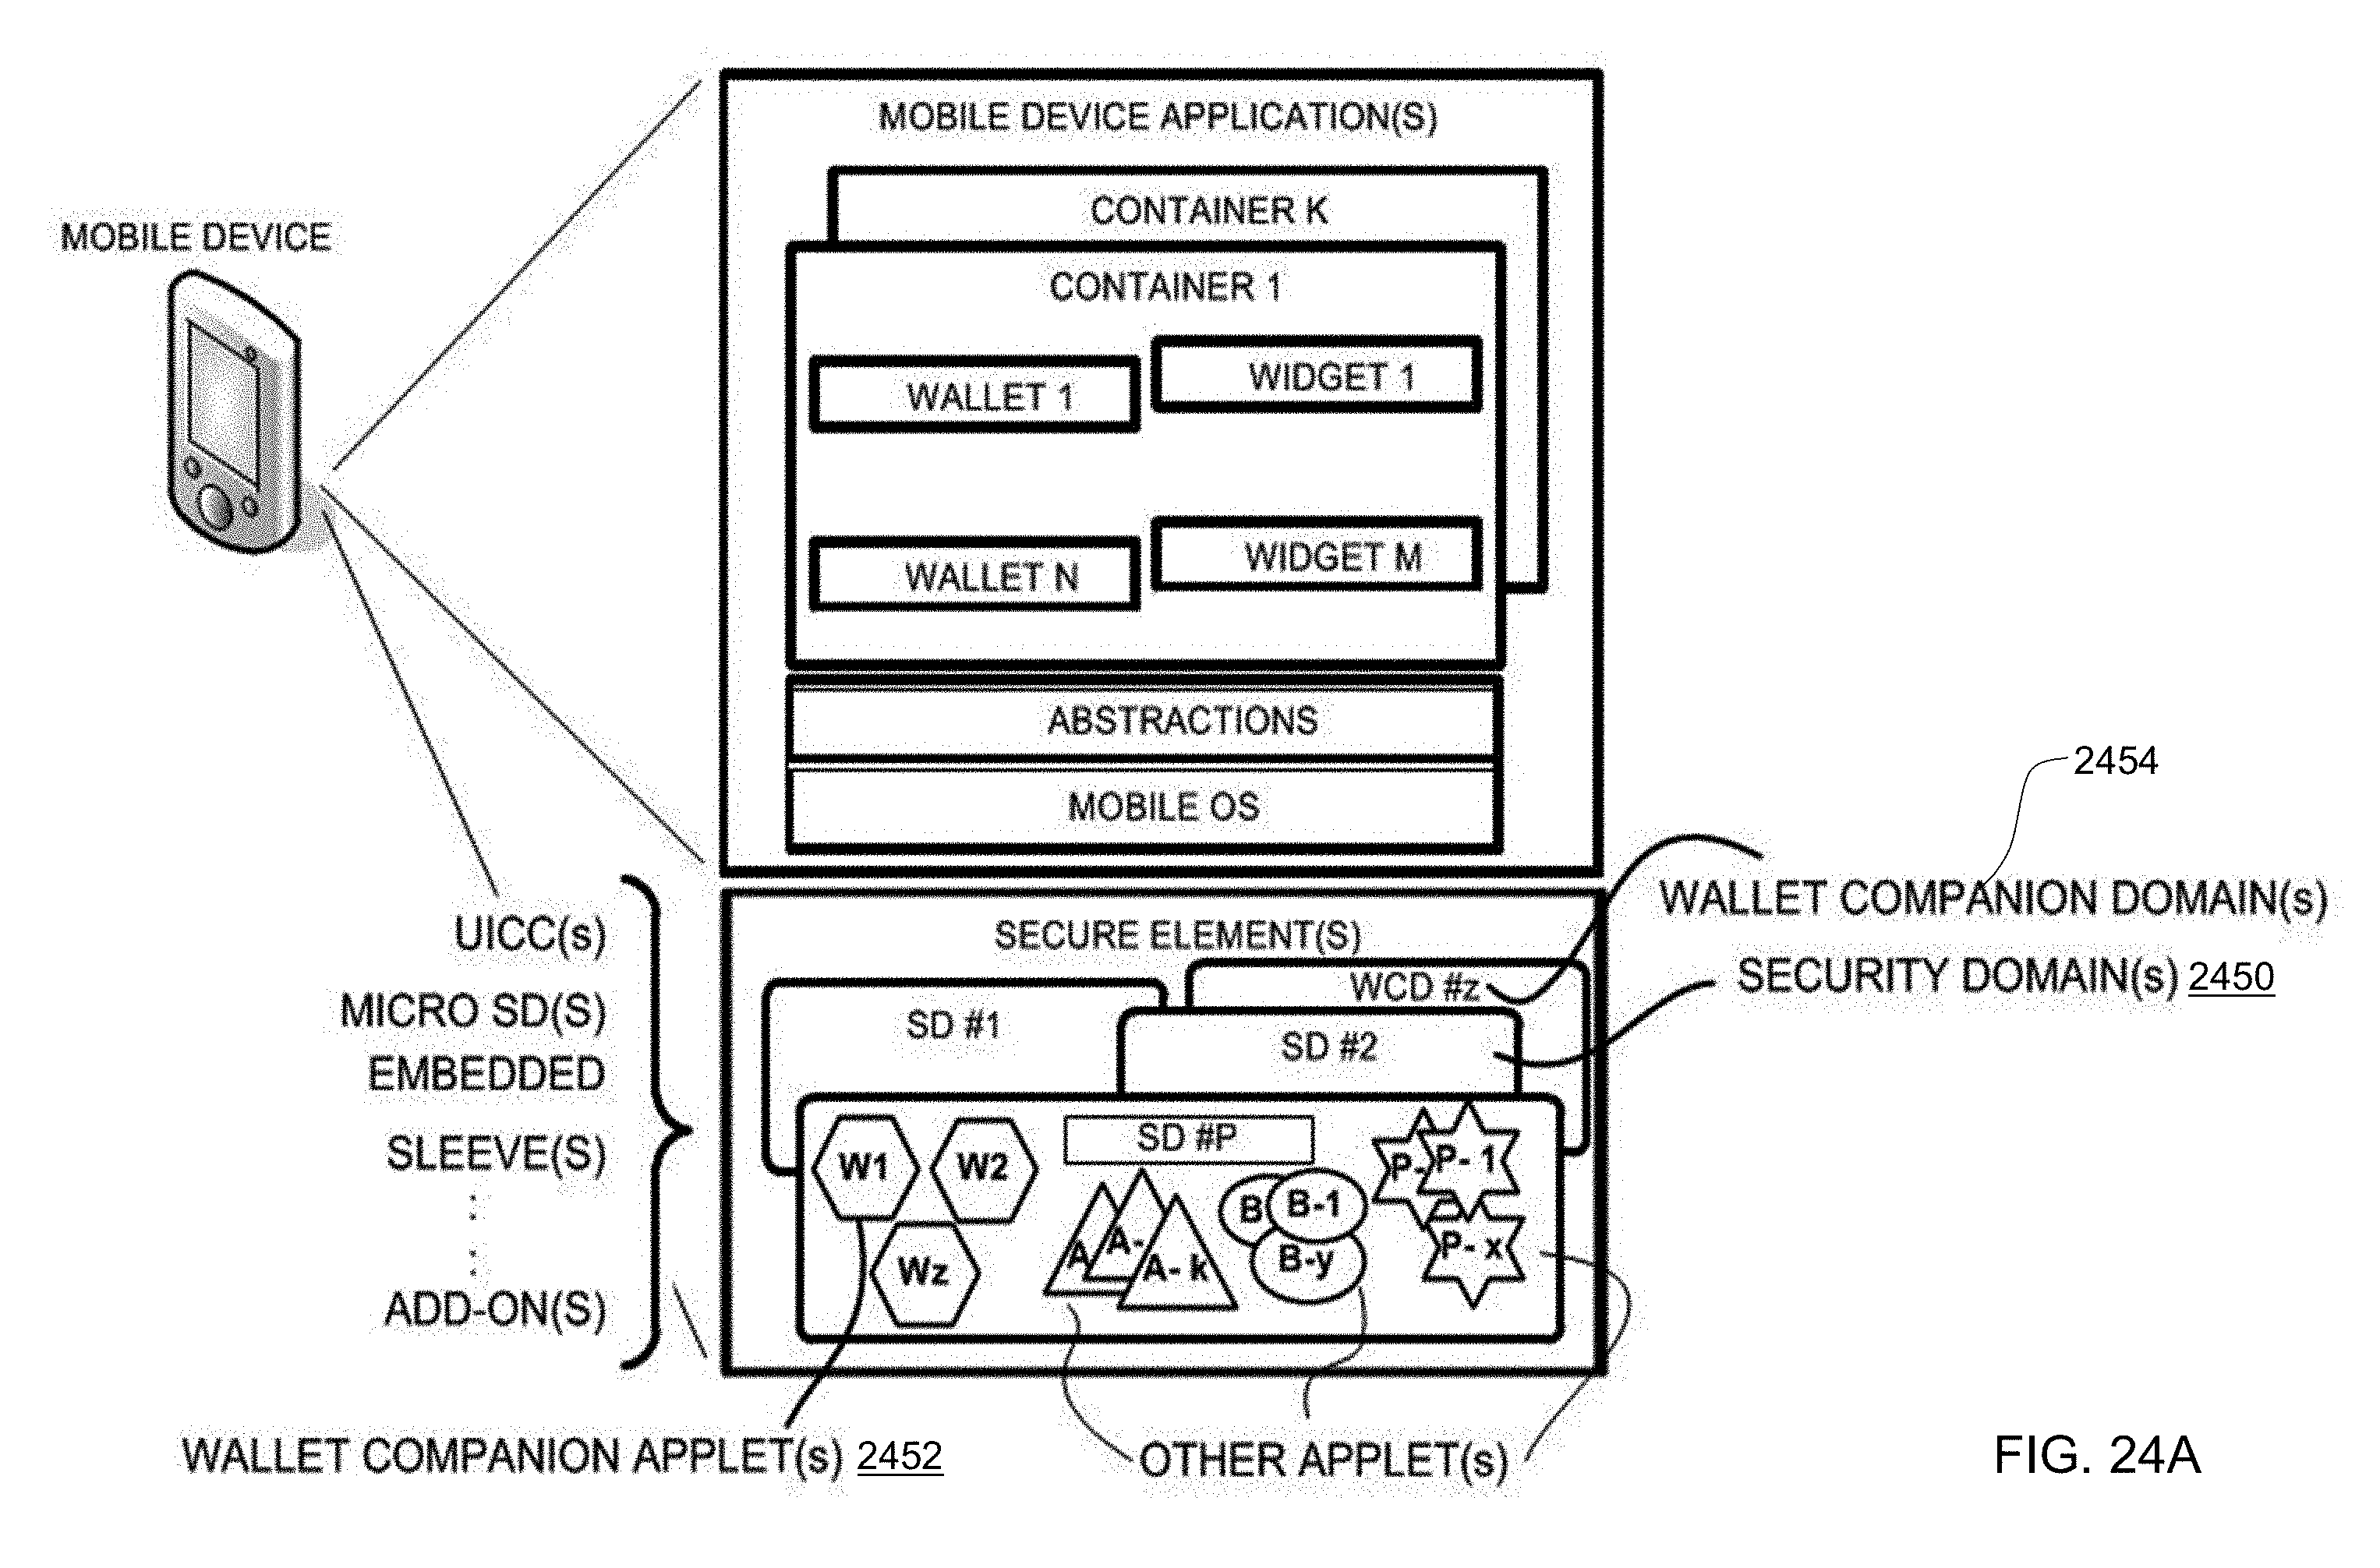 MOBILE DEVICE
MOBILE DEVICE APPLICATION(S)
CONTAINER K
CONTAINER 1
WALLET 1
WIDGET 1
WALLET N
WIDGET M
ABSTRACTIONS
MOBILE OS
2454
WALLET COMPANION DOMAIN(s)
SECURITY DOMAIN(s) 2450
UICC(s)
MICRO SD(S)
EMBEDDED
SLEEVE(S)
ADD-ON(S)
SECURE ELEMENT(S)
WCD #z
SD #1
SD #2
SD #P
W1
W2
Wz
A
A-
A- k
B
B-1
B-y
P-
P- 1
P- x
WALLET COMPANION APPLET(s) 2452
OTHER APPLET(s)
FIG. 24A